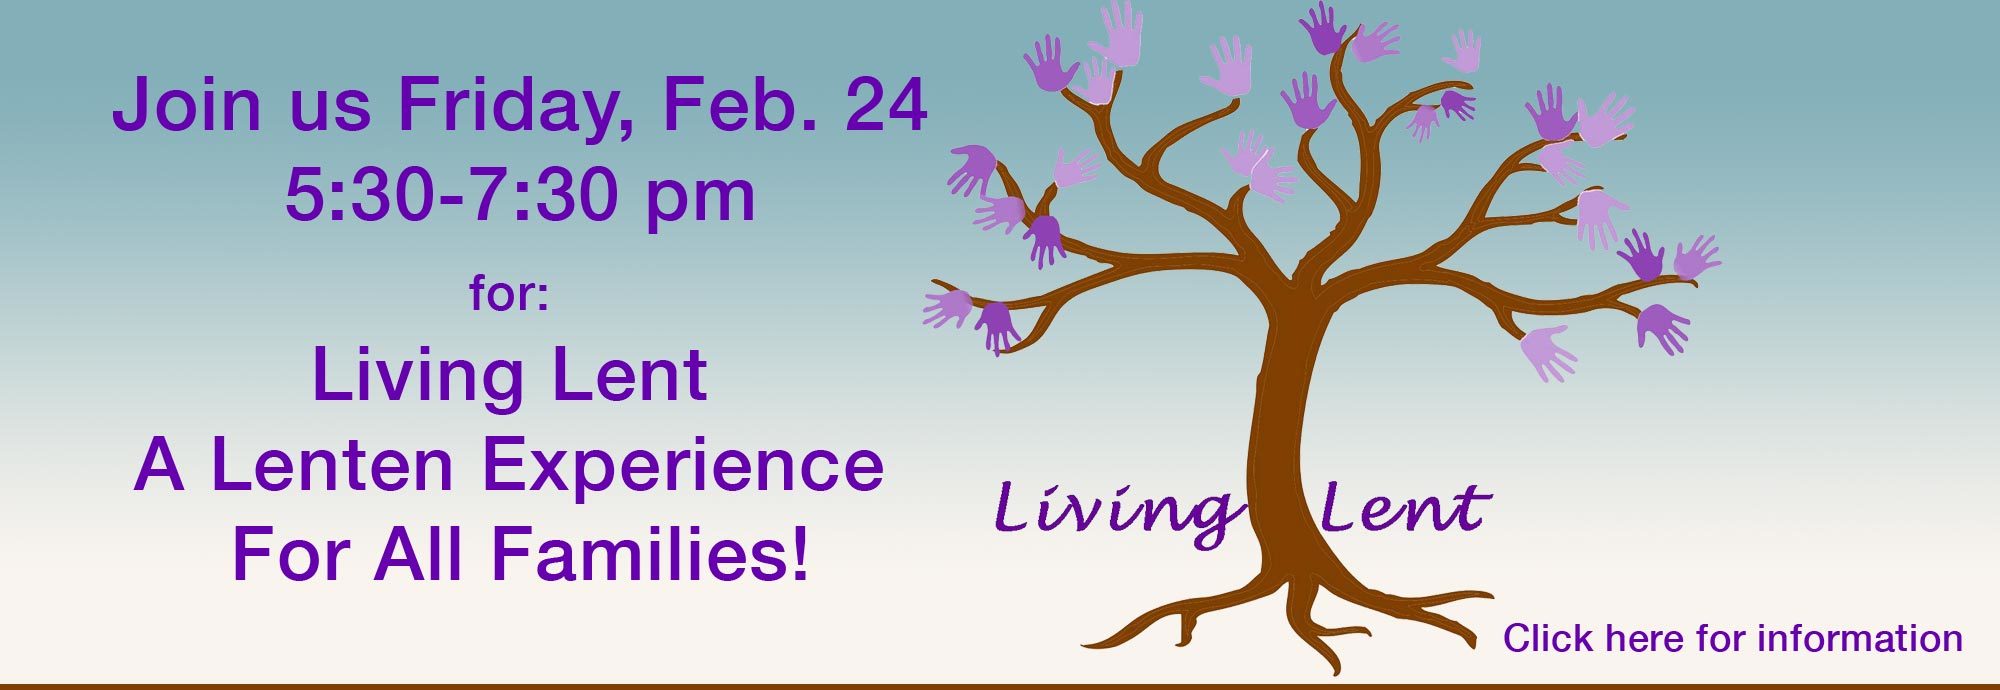 Join us Friday, Feb. 24
5:30-7:30 pm
for:
Living Lent
A Lenten Experience
For All Families!
Living Lent
Click here for information